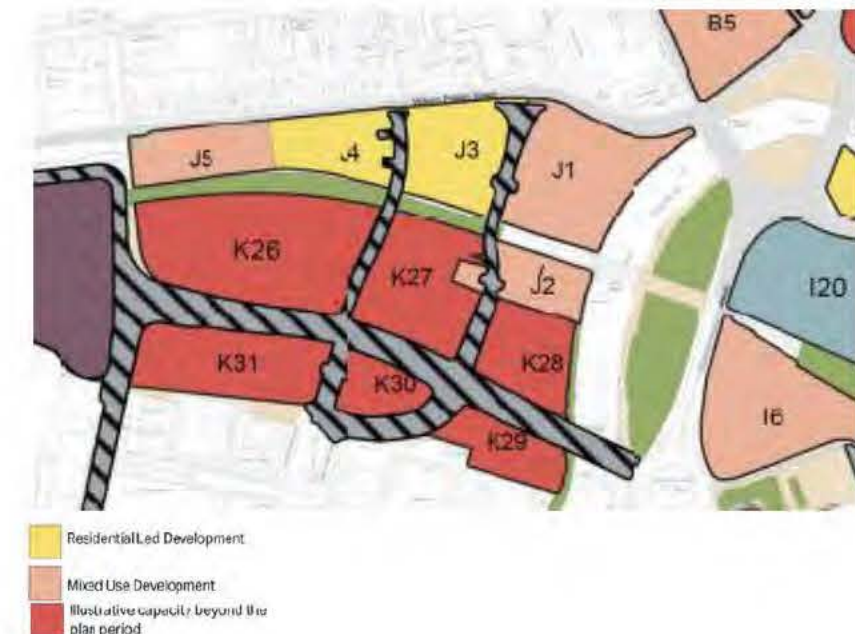 B5
J5
J4
J3
J1
K26
K27
J2
I20
K31
K30
K28
I6
K29
Residential Led Development
Mixed Use Development
Illustrative capacity beyond the
plan period